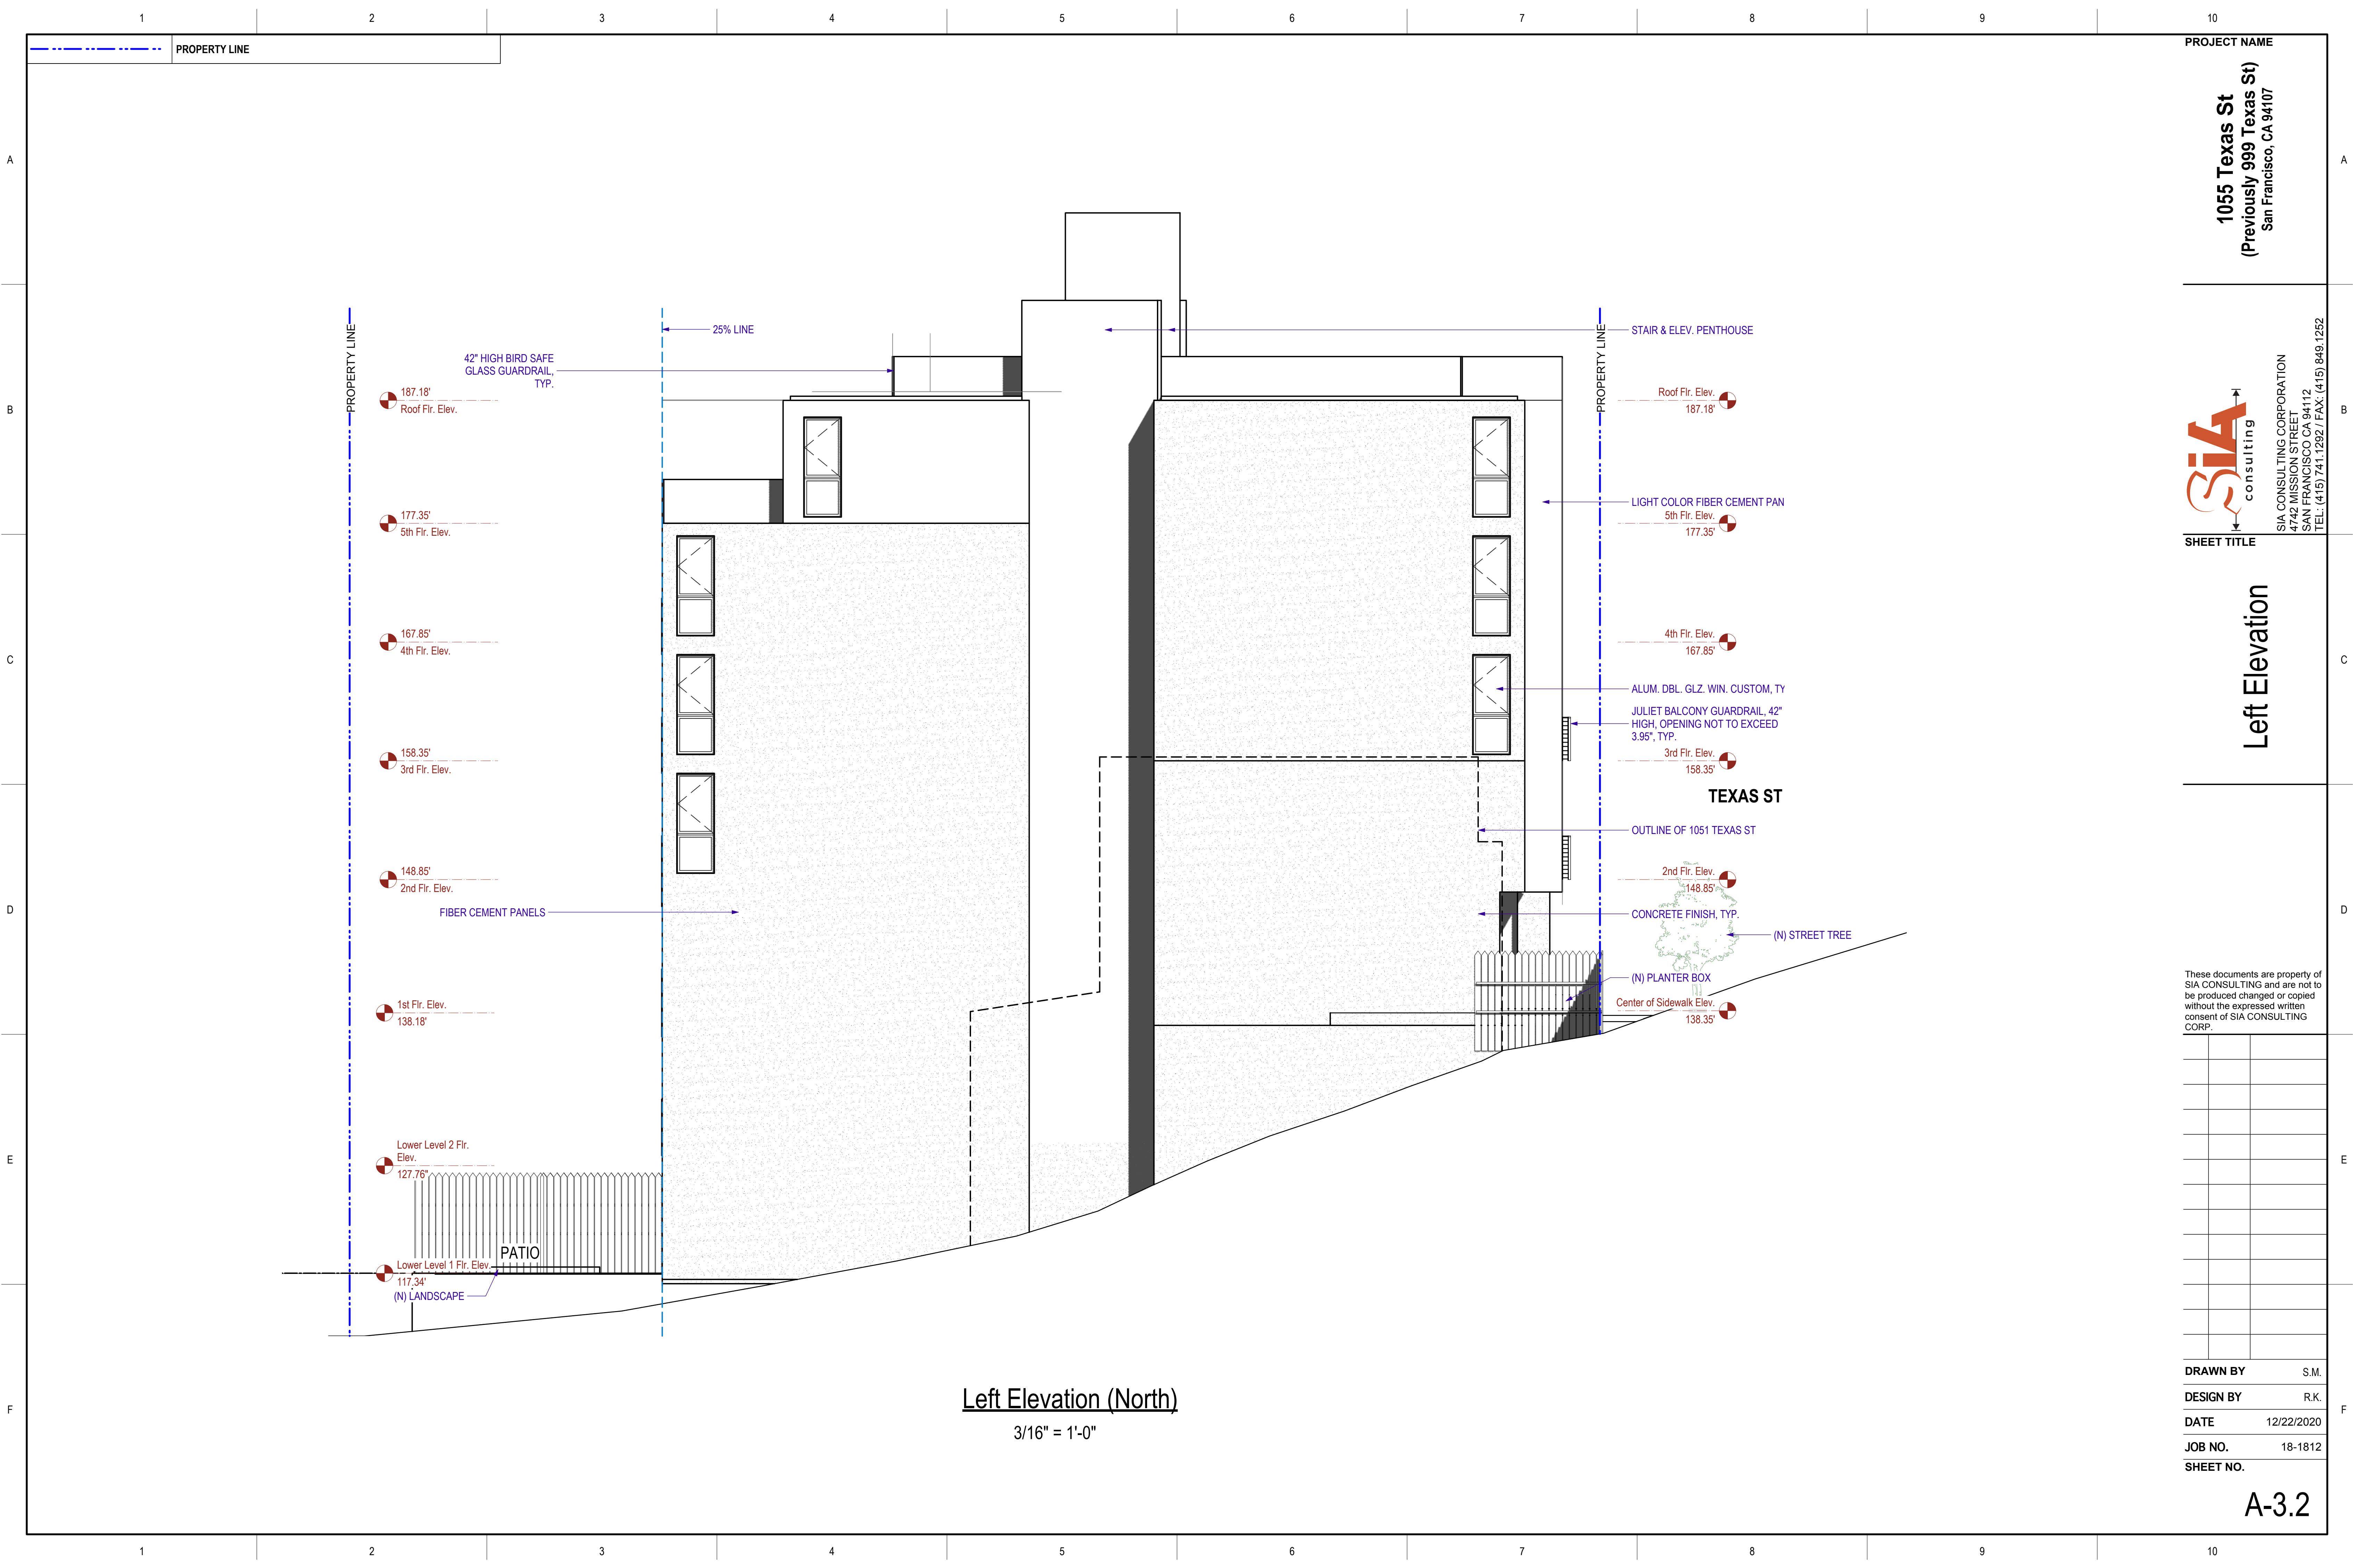 1
2
3
4
5
6
7
8
9
10
A
B
C
D
E
F
PROPERTY LINE
PROPERTY LINE
25% LINE
42" HIGH BIRD SAFE
GLASS GUARDRAIL,
TYP.
187.18'
Roof Flr. Elev.
177.35'
5th Flr. Elev.
167.85'
4th Flr. Elev.
158.35'
3rd Flr. Elev.
148.85'
2nd Flr. Elev.
FIBER CEMENT PANELS
1st Flr. Elev.
138.18'
Lower Level 2 Flr.
Elev.
127.76"
PATIO
Lower Level 1 Flr. Elev.
117.34'
(N) LANDSCAPE
PROPERTY LINE
STAIR & ELEV. PENTHOUSE
Roof Flr. Elev.
187.18'
LIGHT COLOR FIBER CEMENT PAN
5th Flr. Elev.
177.35'
4th Flr. Elev.
167.85'
ALUM. DBL. GLZ. WIN. CUSTOM, TY
JULIET BALCONY GUARDRAIL, 42"
HIGH, OPENING NOT TO EXCEED
3.95", TYP.
3rd Flr. Elev.
158.35'
TEXAS ST
OUTLINE OF 1051 TEXAS ST
2nd Flr. Elev.
148.85'
CONCRETE FINISH, TYP.
(N) STREET TREE
(N) PLANTER BOX
Center of Sidewalk Elev.
138.35'
Left Elevation (North)
3/16" = 1'-0"
PROJECT NAME
1055 Texas St
(Previously 999 Texas St)
San Francisco, CA 94107
SiA
consulting
SIA CONSULTING CORPORATION
4742 MISSION STREET
SAN FRANCISCO CA 94112
TEL: (415) 741.1292 / FAX: (415) 849.1252
SHEET TITLE
Left Elevation
These documents are property of
SIA CONSULTING and are not to
be produced changed or copied
without the expressed written
consent of SIA CONSULTING
CORP.
DRAWN BY S.M.
DESIGN BY R.K.
DATE 12/22/2020
JOB NO. 18-1812
SHEET NO.
A-3.2
A
B
C
D
E
F
1
2
3
4
5
6
7
8
9
10